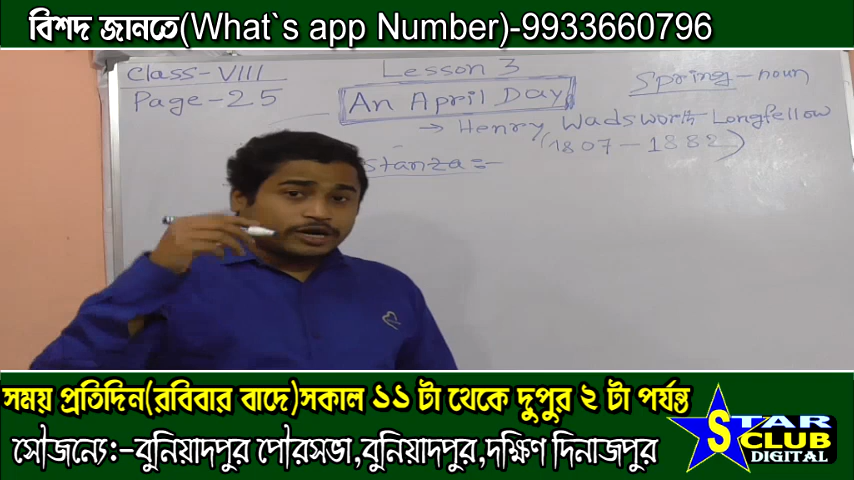 বিশদ জানতে(What`s app Number)-9933660796
Class-VIII
Page-25
Lesson 3
An April Day
Spring - noun
→ Henry Wadsworth Longfellow
(1807-1882)
stanza:-
সময় প্রতিদিন(রবিবার বাদে)সকাল ১১ টা থেকে দুপুর ২ টা পর্যন্ত
সৌজন্যে:-বুনিয়াদপুর পৌরসভা,বুনিয়াদপুর,দক্ষিণ দিনাজপুর
STAR
CLUB
DIGITAL